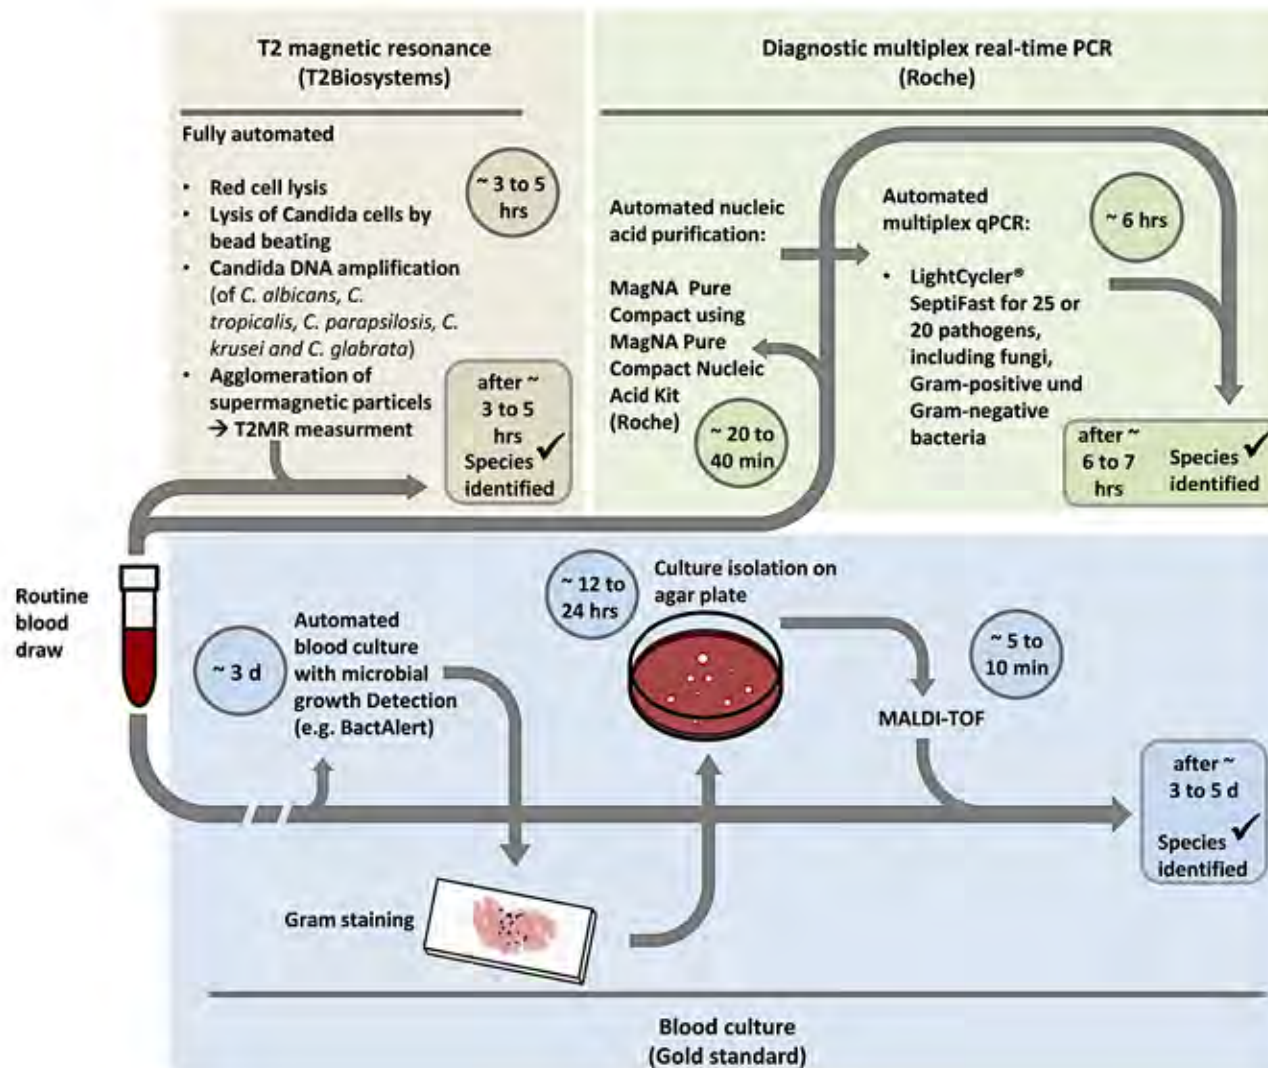 T2 magnetic resonance
(T2Biosystems)
Fully automated
• Red cell lysis
• Lysis of Candida cells by
bead beating
• Candida DNA amplification
(of C. albicans, C.
tropicalis, C. parapsilosis, C.
krusei and C. glabrata)
• Agglomeration of
supermagnetic particels
→ T2MR measurment
~ 3 to 5
hrs
after ~
3 to 5
hrs
Species
identified
Diagnostic multiplex real-time PCR
(Roche)
Automated nucleic
acid purification:
MagNA Pure
Compact using
MagNA Pure
Compact Nucleic
Acid Kit
(Roche)
~ 20 to
40 min
Automated
multiplex qPCR:
• LightCycler®
SeptiFast for 25 or
20 pathogens,
including fungi,
Gram-positive und
Gram-negative
bacteria
~ 6 hrs
after ~
6 to 7
hrs
Species
identified
Routine
blood
draw
~ 3 d
Automated
blood culture
with microbial
growth Detection
(e.g. BactAlert)
Gram staining
~ 12 to
24 hrs
Culture isolation on
agar plate
~ 5 to
10 min
MALDI-TOF
after ~
3 to 5 d
Species
identified
Blood culture
(Gold standard)